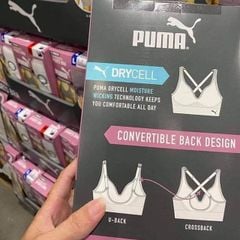 PUMA
DRYCELL
PUMA DRYCELL MOISTURE
WICKING TECHNOLOGY KEEPS
YOU COMFORTABLE ALL DAY
CONVERTIBLE BACK DESIGN
U-BACK
CROSSBACK